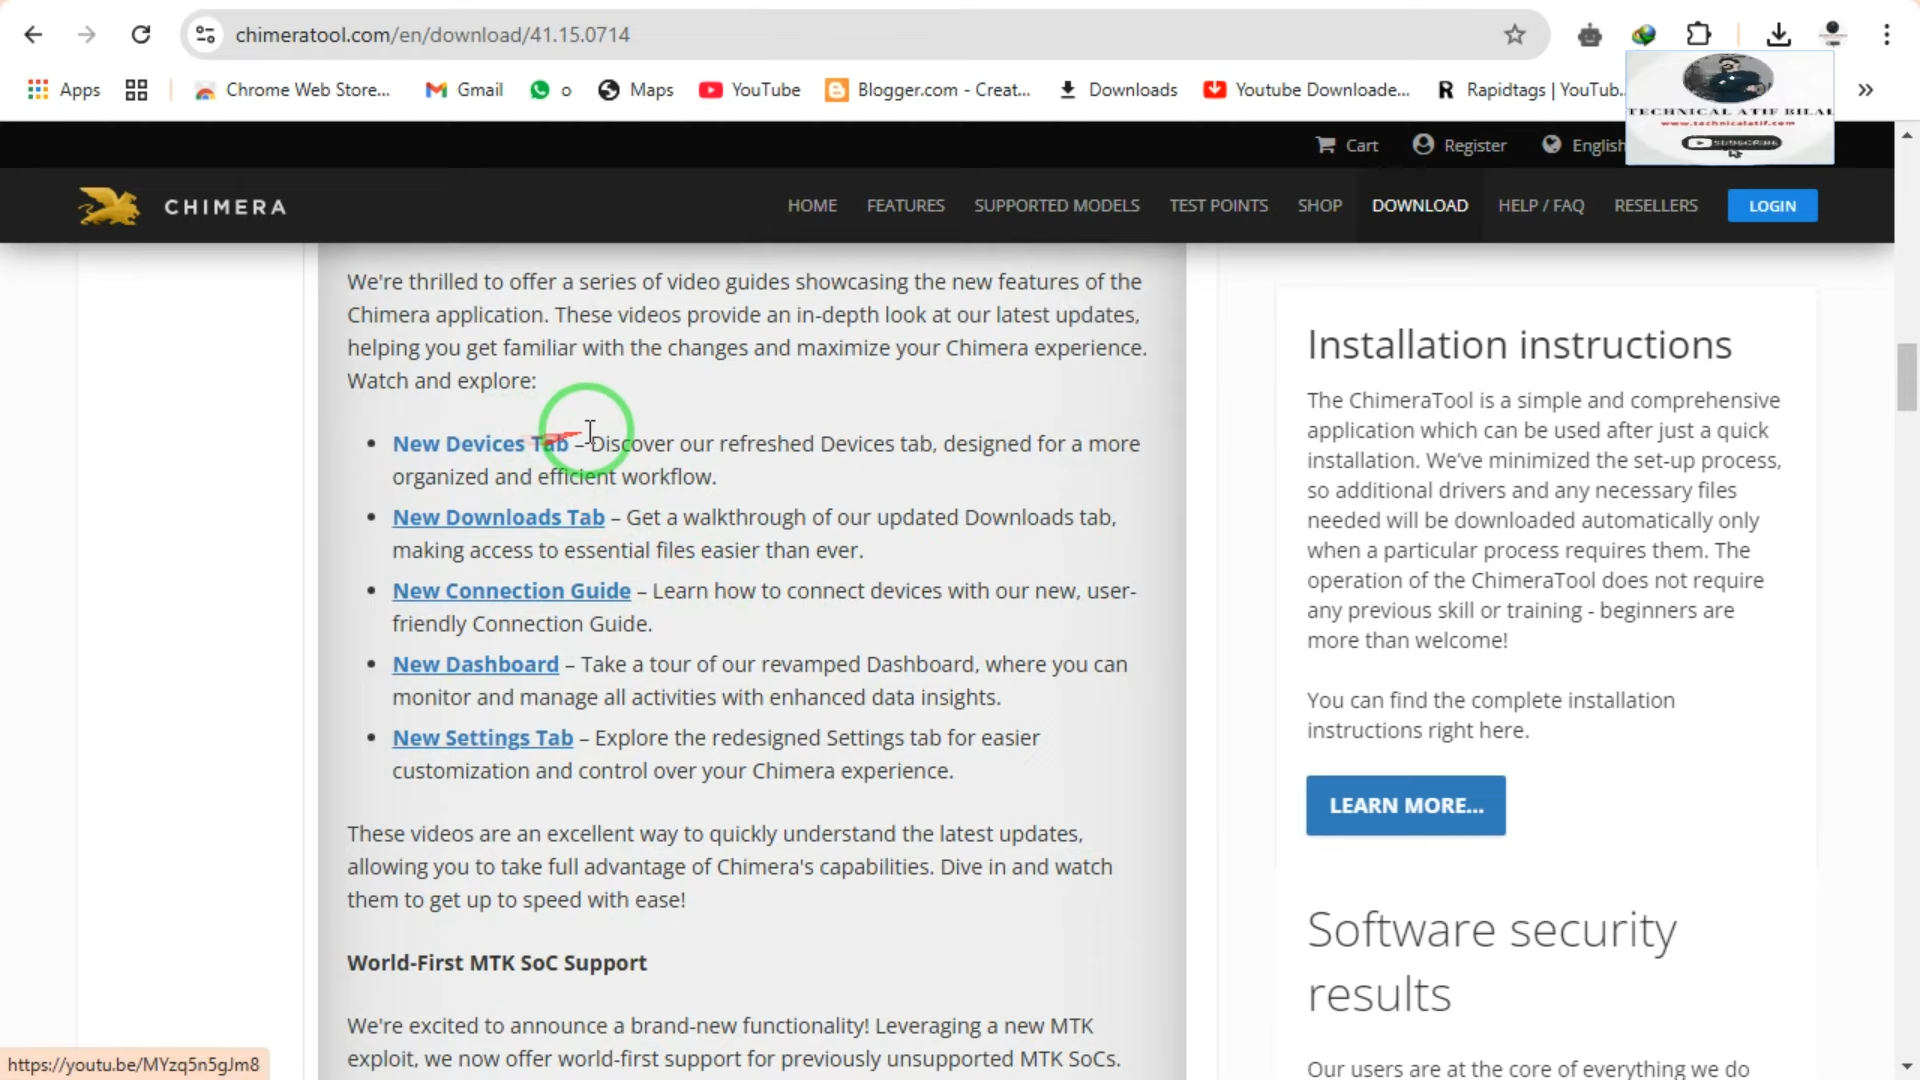 chimeratool.com/en/download/41.15.0714
Apps
Chrome Web Store...
Gmail
o
Maps
YouTube
Blogger.com - Creat...
Downloads
Youtube Downloade...
Rapidtags | YouTub...
TECHNICAL ATIF BILAL
www.technicalatif.com
SUBSCRIBE
Cart
Register
English
CHIMERA
HOME
FEATURES
SUPPORTED MODELS
TEST POINTS
SHOP
DOWNLOAD
HELP / FAQ
RESELLERS
LOGIN
We're thrilled to offer a series of video guides showcasing the new features of the
Chimera application. These videos provide an in-depth look at our latest updates,
helping you get familiar with the changes and maximize your Chimera experience.
Watch and explore:
• New Devices Tab – Discover our refreshed Devices tab, designed for a more
organized and efficient workflow.
• New Downloads Tab – Get a walkthrough of our updated Downloads tab,
making access to essential files easier than ever.
• New Connection Guide – Learn how to connect devices with our new, user-
friendly Connection Guide.
• New Dashboard – Take a tour of our revamped Dashboard, where you can
monitor and manage all activities with enhanced data insights.
• New Settings Tab – Explore the redesigned Settings tab for easier
customization and control over your Chimera experience.
These videos are an excellent way to quickly understand the latest updates,
allowing you to take full advantage of Chimera's capabilities. Dive in and watch
them to get up to speed with ease!
World-First MTK SoC Support
We're excited to announce a brand-new functionality! Leveraging a new MTK
exploit, we now offer world-first support for previously unsupported MTK SoCs.
Installation instructions
The ChimeraTool is a simple and comprehensive
application which can be used after just a quick
installation. We've minimized the set-up process,
so additional drivers and any necessary files
needed will be downloaded automatically only
when a particular process requires them. The
operation of the ChimeraTool does not require
any previous skill or training - beginners are
more than welcome!
You can find the complete installation
instructions right here.
LEARN MORE...
Software security
results
Our users are at the core of everything we do
https://youtu.be/MYzq5n5gJm8